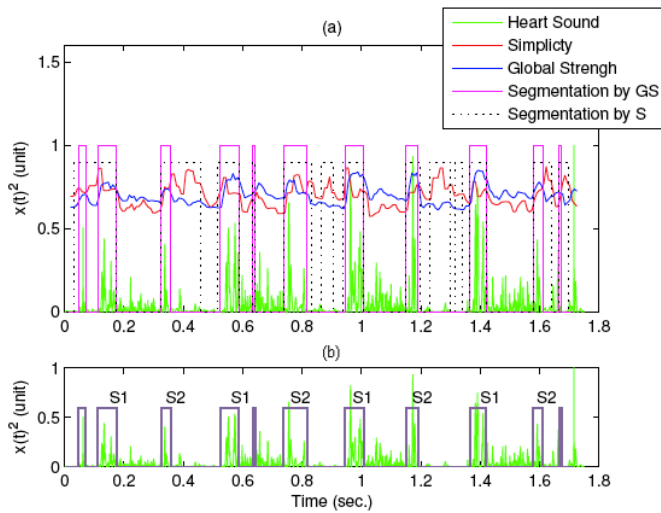 (a)
Heart Sound
Simplicty
Global Strengh
Segmentation by GS
Segmentation by S
x(t)² (unit)
1.5
1
0.5
0
0 0.2 0.4 0.6 0.8 1 1.2 1.4 1.6 1.8
(b)
x(t)² (unit)
1
0.5
0
S1 S2 S1 S2 S1 S2 S1 S2
0 0.2 0.4 0.6 0.8 1 1.2 1.4 1.6 1.8
Time (sec.)